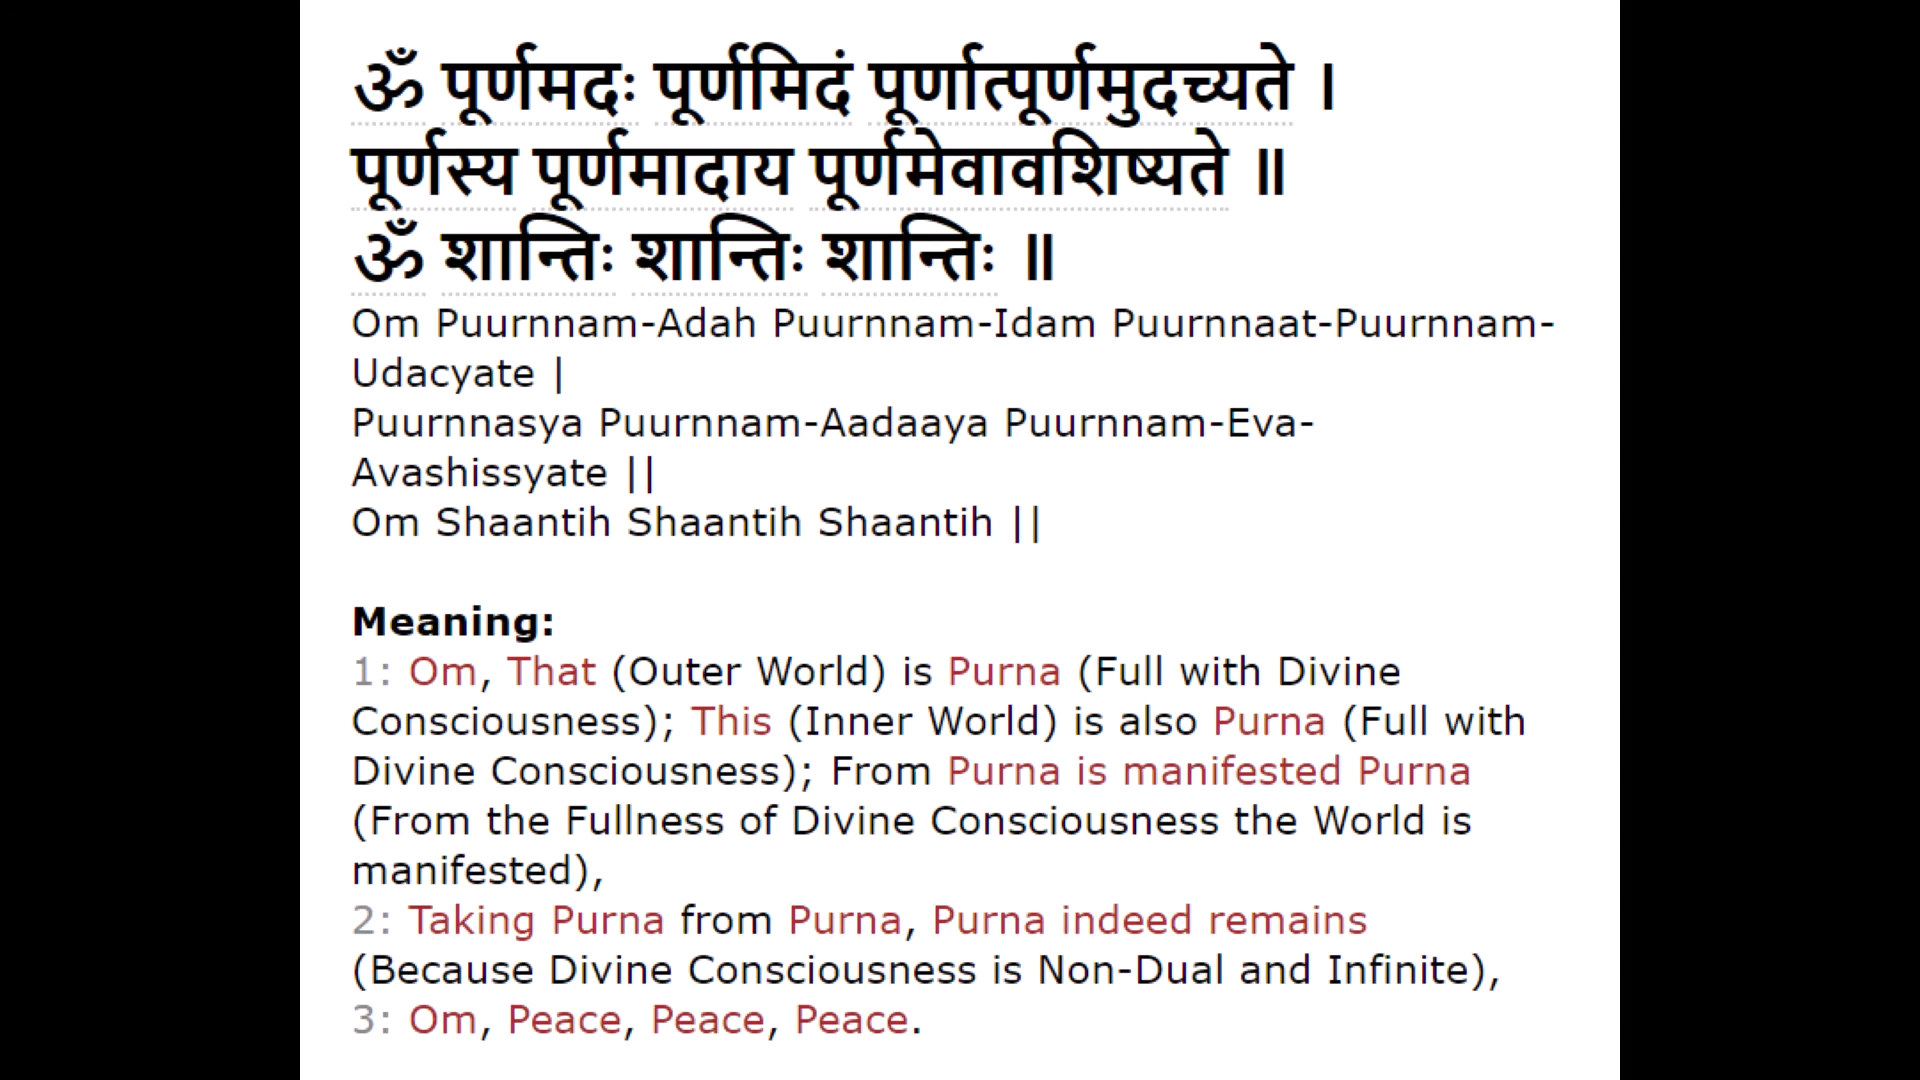 ॐ पूर्णमदः पूर्णमिदं पूर्णात्पूर्णमुदच्यते ।
पूर्णस्य पूर्णमादाय पूर्णमेवावशिष्यते ॥
ॐ शान्तिः शान्तिः शान्तिः ॥
Om Puurnnam-Adah Puurnnam-Idam Puurnnaat-Puurnnam-
Udacyate |
Puurnnasya Puurnnam-Aadaaya Puurnnam-Eva-
Avashissyate ||
Om Shaantih Shaantih Shaantih ||
Meaning:
1: Om, That (Outer World) is Purna (Full with Divine
Consciousness); This (Inner World) is also Purna (Full with
Divine Consciousness); From Purna is manifested Purna
(From the Fullness of Divine Consciousness the World is
manifested),
2: Taking Purna from Purna, Purna indeed remains
(Because Divine Consciousness is Non-Dual and Infinite),
3: Om, Peace, Peace, Peace.